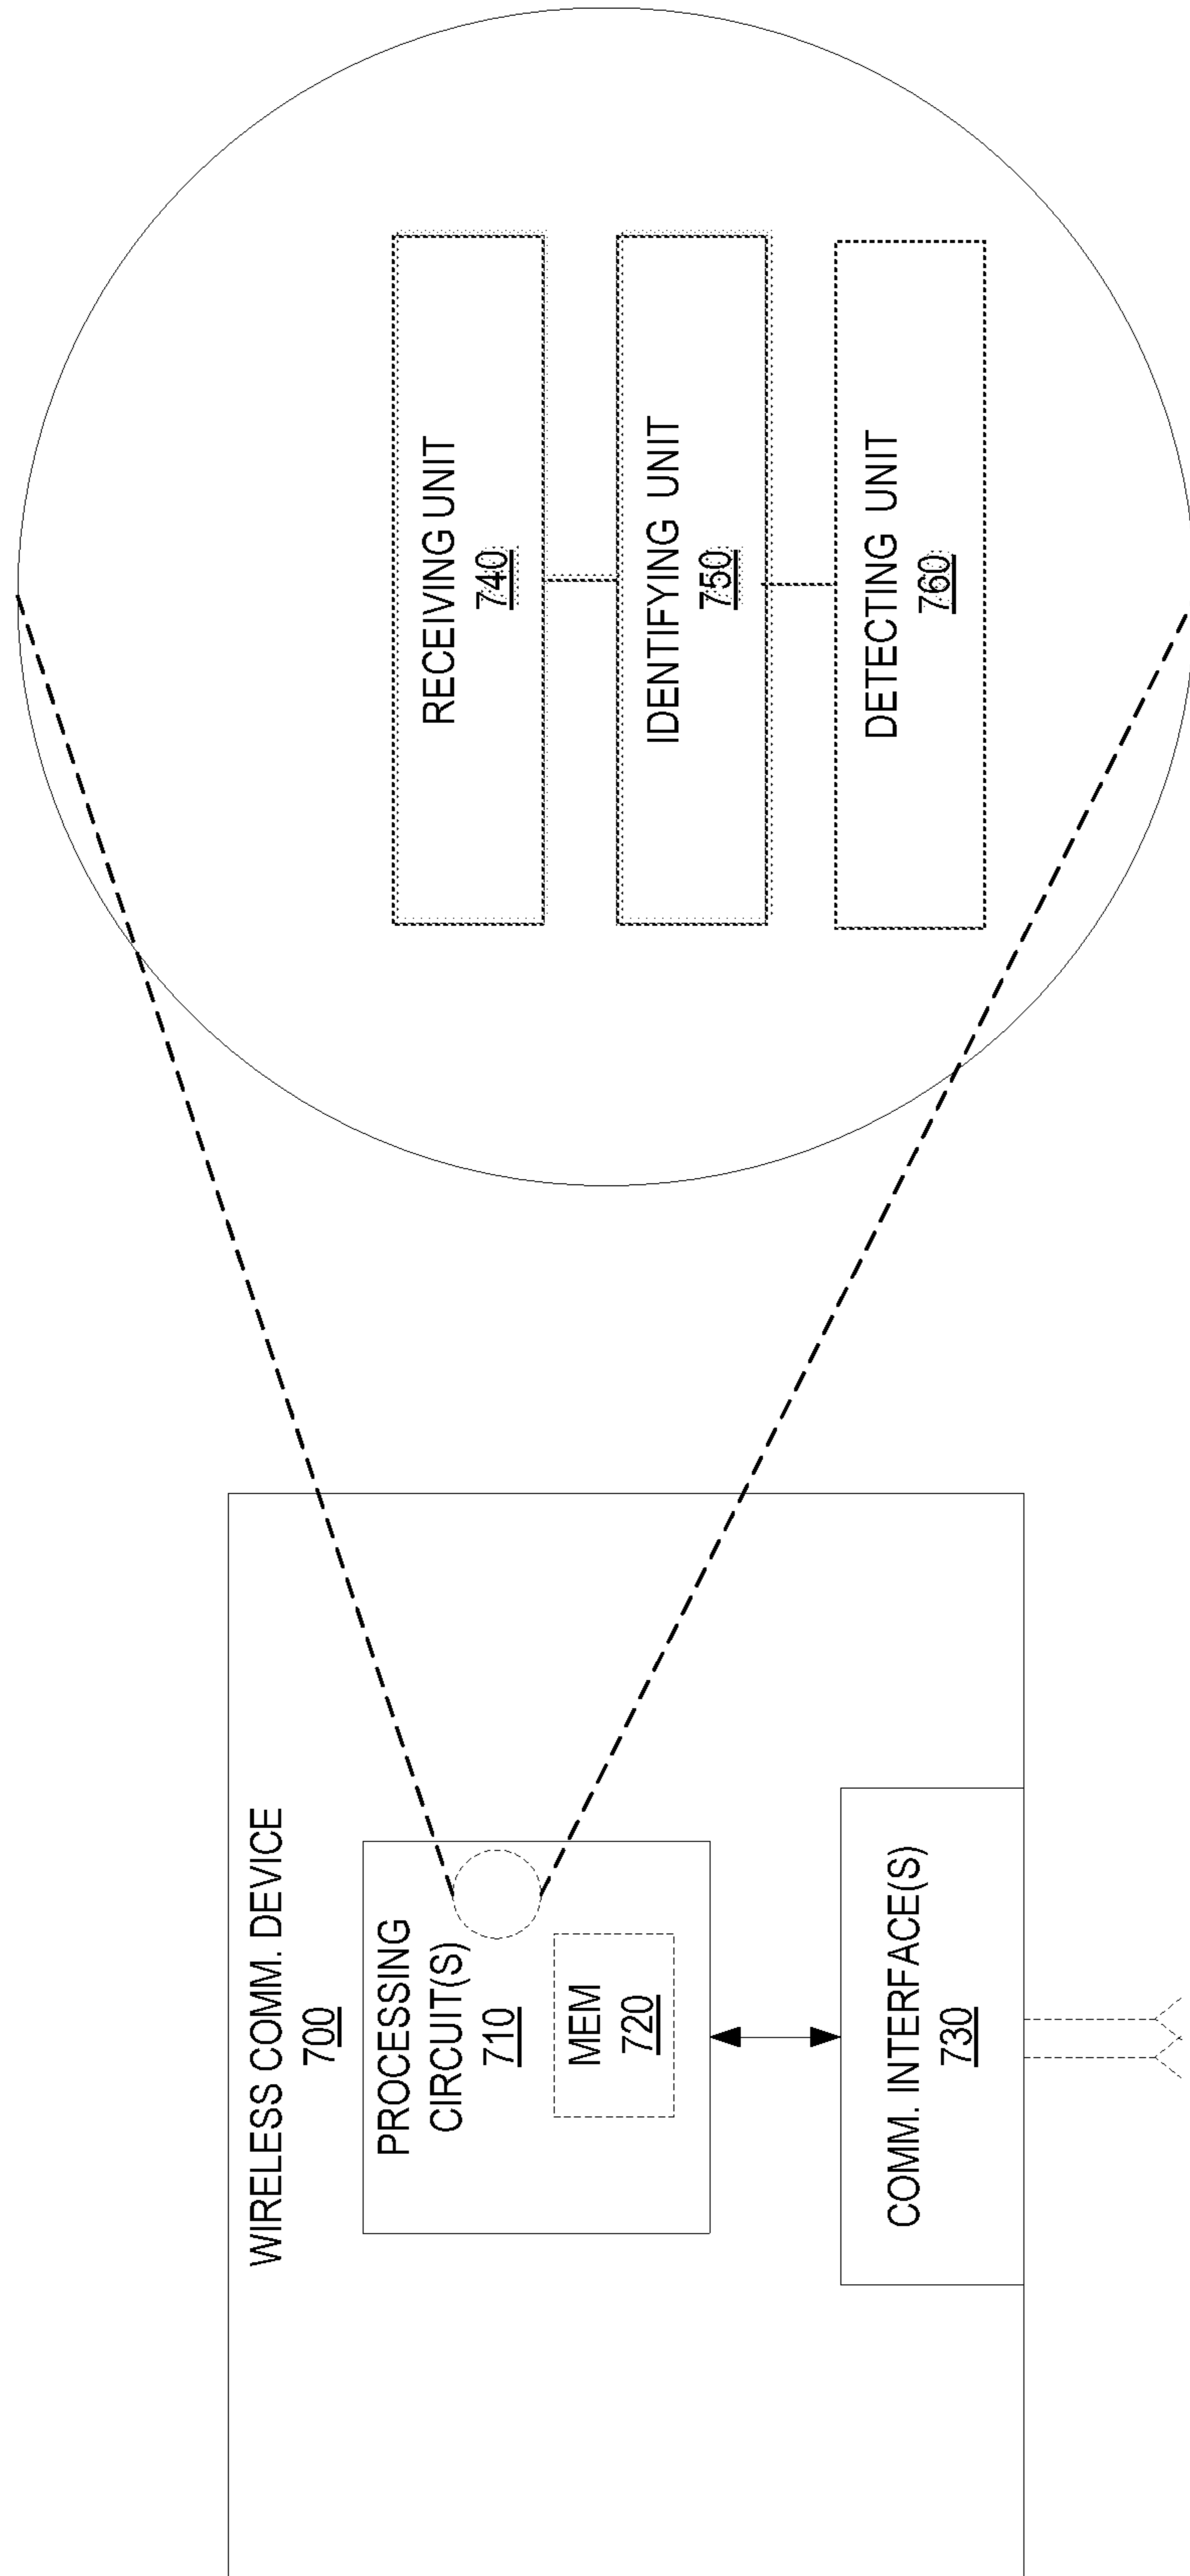 WIRELESS COMM. DEVICE
700
PROCESSING
CIRCUIT(S)
710
MEM
720
COMM. INTERFACE(S)
730
RECEIVING UNIT
740
IDENTIFYING UNIT
750
DETECTING UNIT
760